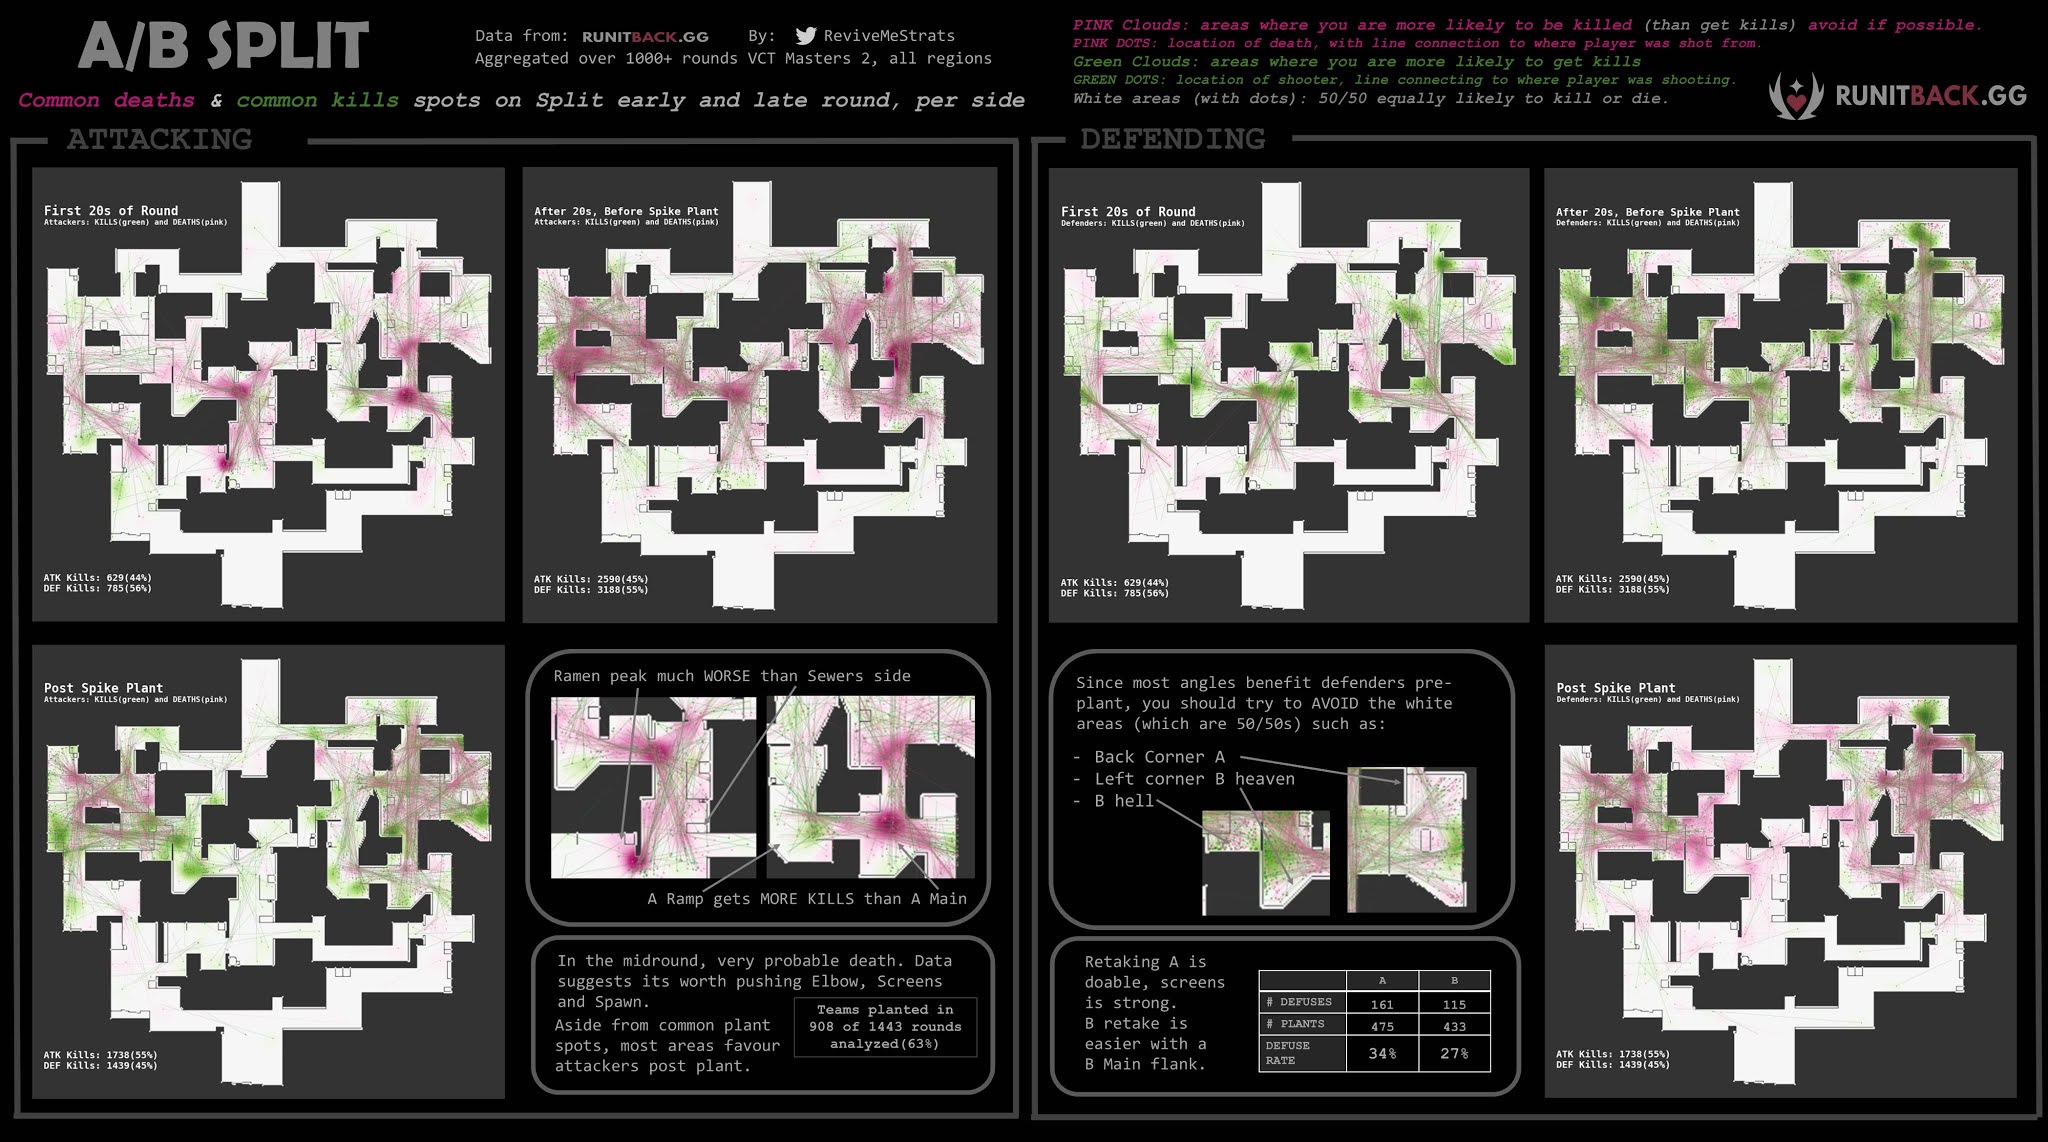 A/B SPLIT
Data from: RUNITBACK.GG By: ReviveMeStrats
Aggregated over 1000+ rounds VCT Masters 2, all regions
Common deaths & common kills spots on Split early and late round, per side
PINK Clouds: areas where you are more likely to be killed (than get kills) avoid if possible.
PINK DOTS: location of death, with line connection to where player was shot from.
Green Clouds: areas where you are more likely to get kills
GREEN DOTS: location of shooter, line connecting to where player was shooting.
White areas (with dots): 50/50 equally likely to kill or die.
RUNITBACK.GG
ATTACKING
First 20s of Round
Attackers: KILLS(green) and DEATHS(pink)
ATK Kills: 629(44%)
DEF Kills: 785(56%)
After 20s, Before Spike Plant
Attackers: KILLS(green) and DEATHS(pink)
ATK Kills: 2590(45%)
DEF Kills: 3188(55%)
Post Spike Plant
Attackers: KILLS(green) and DEATHS(pink)
ATK Kills: 1738(55%)
DEF Kills: 1439(45%)
Ramen peak much WORSE than Sewers side
A Ramp gets MORE KILLS than A Main
In the midround, very probable death. Data
suggests its worth pushing Elbow, Screens
and Spawn.
Aside from common plant
spots, most areas favour
attackers post plant.
Teams planted in
908 of 1443 rounds
analyzed(63%)
DEFENDING
First 20s of Round
Defenders: KILLS(green) and DEATHS(pink)
ATK Kills: 629(44%)
DEF Kills: 785(56%)
After 20s, Before Spike Plant
Defenders: KILLS(green) and DEATHS(pink)
ATK Kills: 2590(45%)
DEF Kills: 3188(55%)
Since most angles benefit defenders pre-
plant, you should try to AVOID the white
areas (which are 50/50s) such as:
- Back Corner A
- Left corner B heaven
- B hell
Retaking A is
doable, screens
is strong.
B retake is
easier with a
B Main flank.
A B
# DEFUSES 161 115
# PLANTS 475 433
DEFUSE
RATE 34% 27%
Post Spike Plant
Defenders: KILLS(green) and DEATHS(pink)
ATK Kills: 1738(55%)
DEF Kills: 1439(45%)